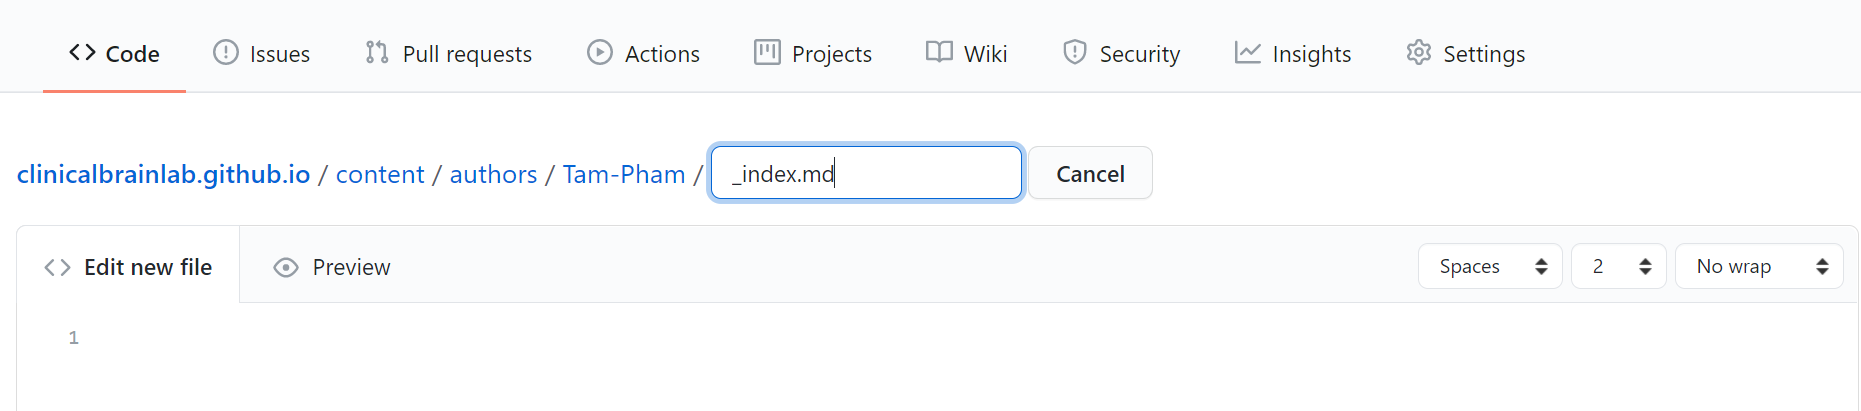 Code Issues Pull requests Actions Projects Wiki Security Insights Settings
clinicalbrainlab.github.io / content / authors / Tam-Pham / _index.md Cancel
Edit new file Preview Spaces 2 No wrap
1